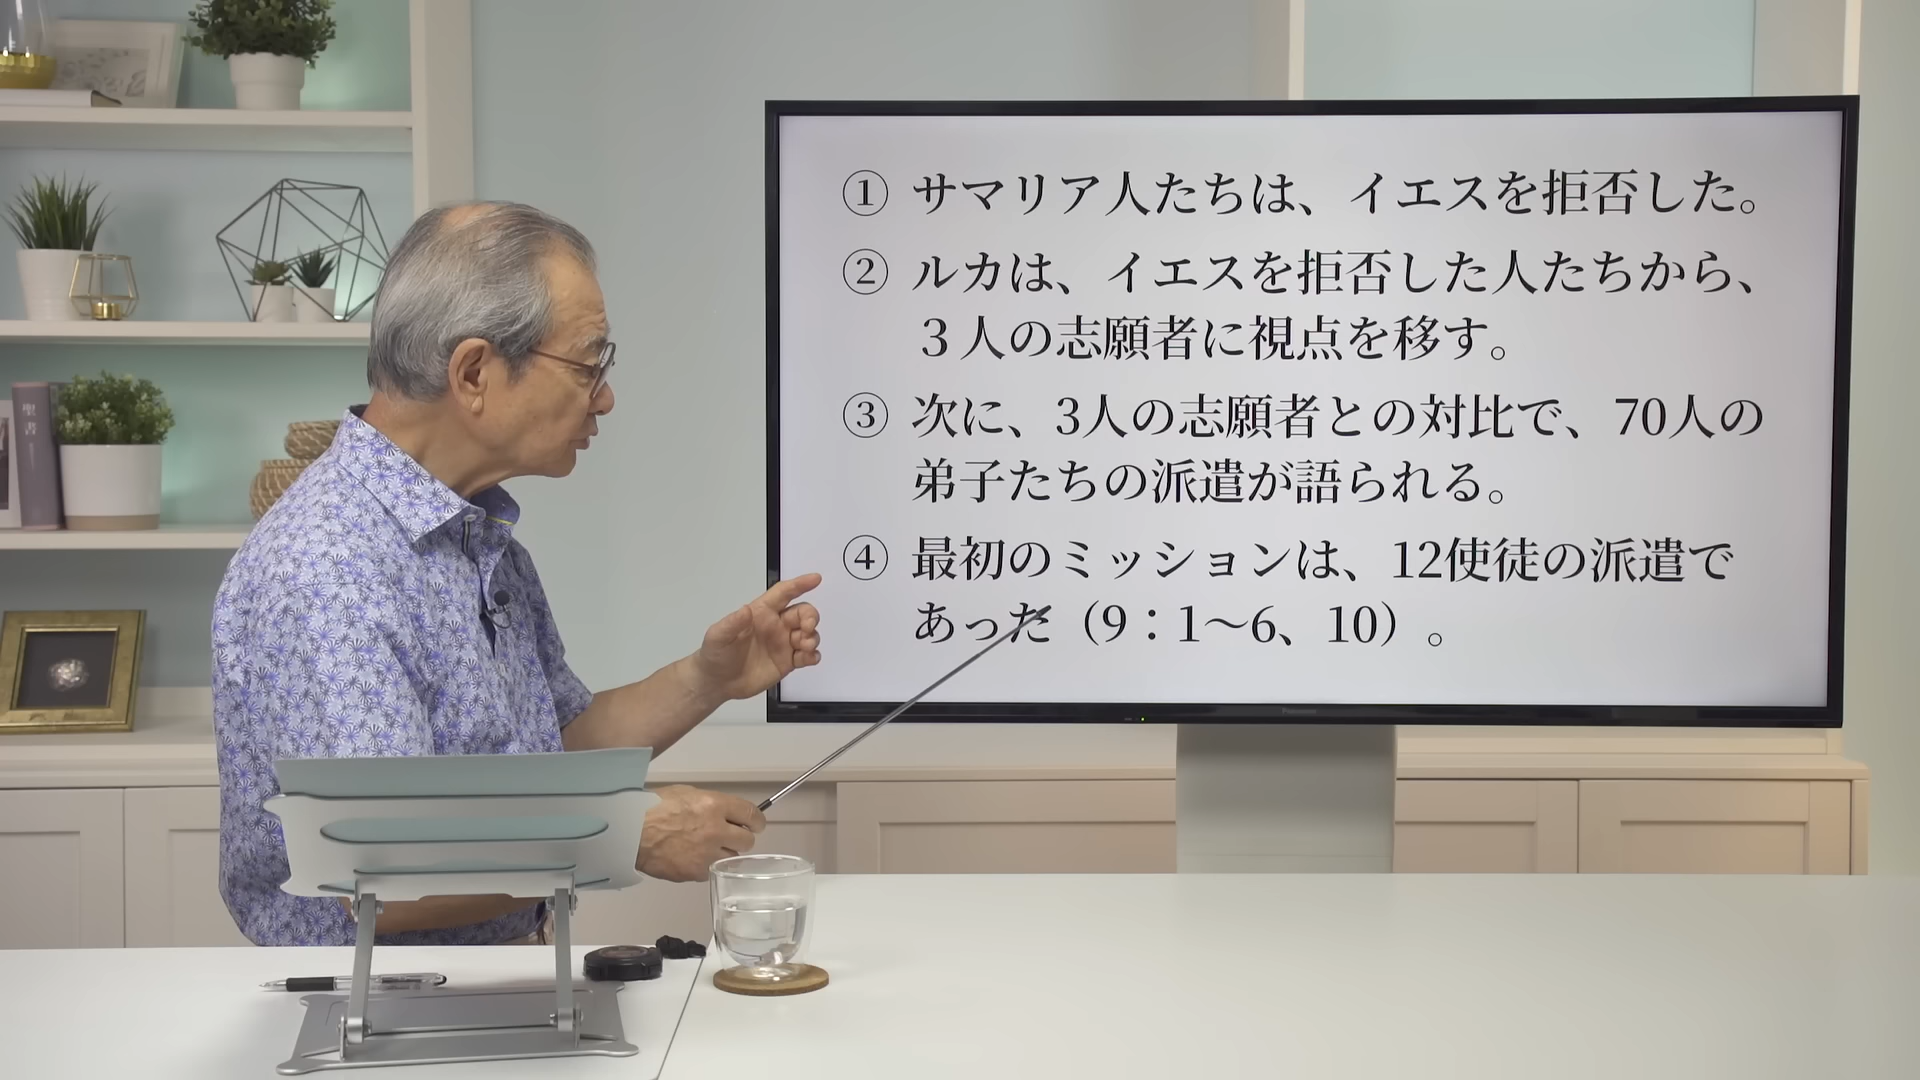 ① サマリア人たちは、イエスを拒否した。
② ルカは、イエスを拒否した人たちから、
３人の志願者に視点を移す。
③ 次に、3人の志願者との対比で、70人の
弟子たちの派遣が語られる。
④ 最初のミッションは、12使徒の派遣で
あった（9：1〜6、10）。
聖書
Panasonic